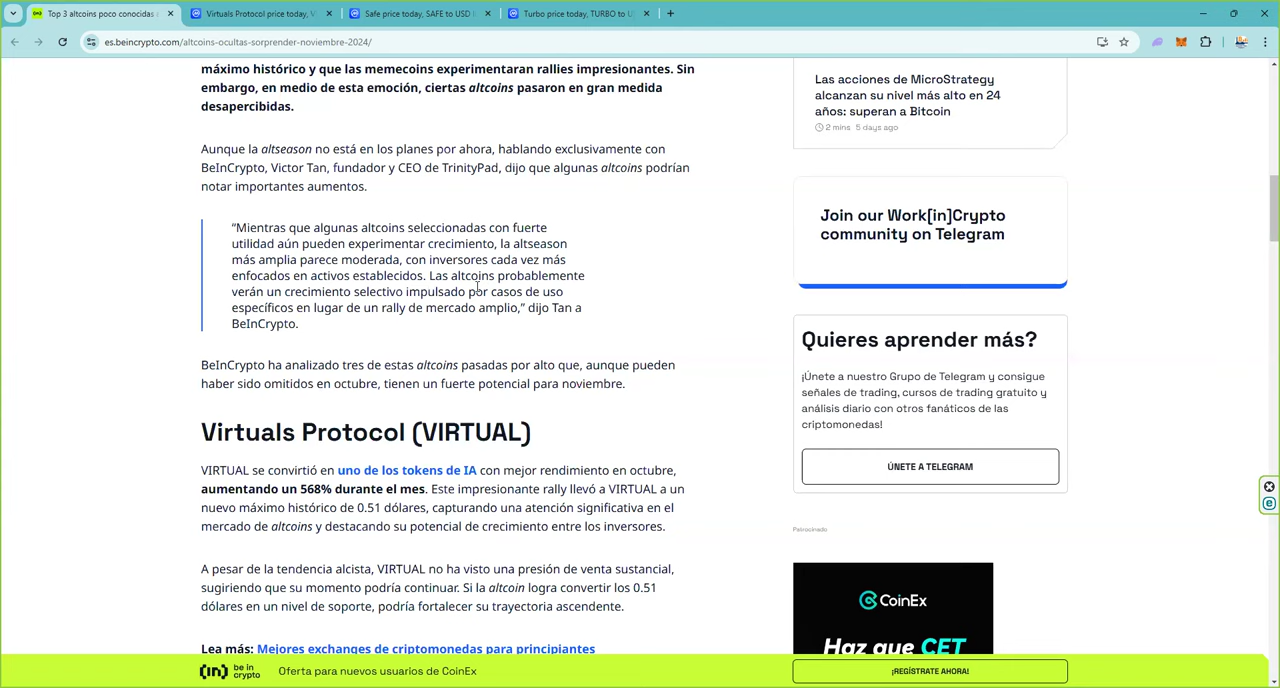 Top 3 altcoins poco conocidas
Virtuals Protocol price today, V
Safe price today, SAFE to USD
Turbo price today, TURBO to U
es.beincrypto.com/altcoins-ocultas-sorprender-noviembre-2024/
máximo histórico y que las memecoins experimentaran rallies impresionantes. Sin
embargo, en medio de esta emoción, ciertas altcoins pasaron en gran medida
desapercibidas.
Aunque la altseason no está en los planes por ahora, hablando exclusivamente con
BeInCrypto, Victor Tan, fundador y CEO de TrinityPad, dijo que algunas altcoins podrían
notar importantes aumentos.
“Mientras que algunas altcoins seleccionadas con fuerte
utilidad aún pueden experimentar crecimiento, la altseason
más amplia parece moderada, con inversores cada vez más
enfocados en activos establecidos. Las altcoins probablemente
verán un crecimiento selectivo impulsado por casos de uso
específicos en lugar de un rally de mercado amplio,” dijo Tan a
BeInCrypto.
BeInCrypto ha analizado tres de estas altcoins pasadas por alto que, aunque pueden
haber sido omitidos en octubre, tienen un fuerte potencial para noviembre.
Virtuals Protocol (VIRTUAL)
VIRTUAL se convirtió en uno de los tokens de IA con mejor rendimiento en octubre,
aumentando un 568% durante el mes. Este impresionante rally llevó a VIRTUAL a un
nuevo máximo histórico de 0.51 dólares, capturando una atención significativa en el
mercado de altcoins y destacando su potencial de crecimiento entre los inversores.
A pesar de la tendencia alcista, VIRTUAL no ha visto una presión de venta sustancial,
sugiriendo que su momento podría continuar. Si la altcoin logra convertir los 0.51
dólares en un nivel de soporte, podría fortalecer su trayectoria ascendente.
Lea más: Mejores exchanges de criptomonedas para principiantes
Las acciones de MicroStrategy
alcanzan su nivel más alto en 24
años: superan a Bitcoin
2 mins 5 days ago
Join our Work[in]Crypto
community on Telegram
Quieres aprender más?
¡Únete a nuestro Grupo de Telegram y consigue
señales de trading, cursos de trading gratuito y
análisis diario con otros fanáticos de las
criptomonedas!
ÚNETE A TELEGRAM
Patrocinado
CoinEx
Haz que CET
(in) be in
crypto
Oferta para nuevos usuarios de CoinEx
¡REGÍSTRATE AHORA!